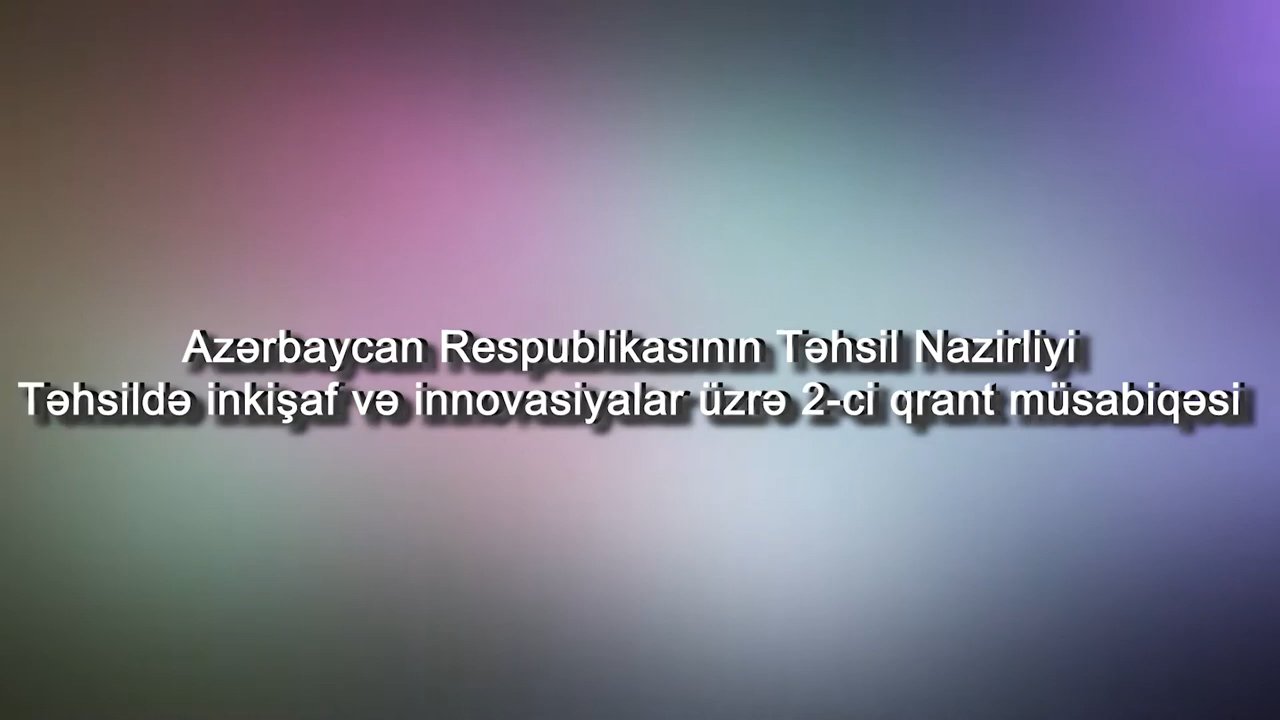 Azərbaycan Respublikasının Təhsil Nazirliyi
Təhsildə inkişaf və innovasiyalar üzrə 2-ci qrant müsabiqəsi